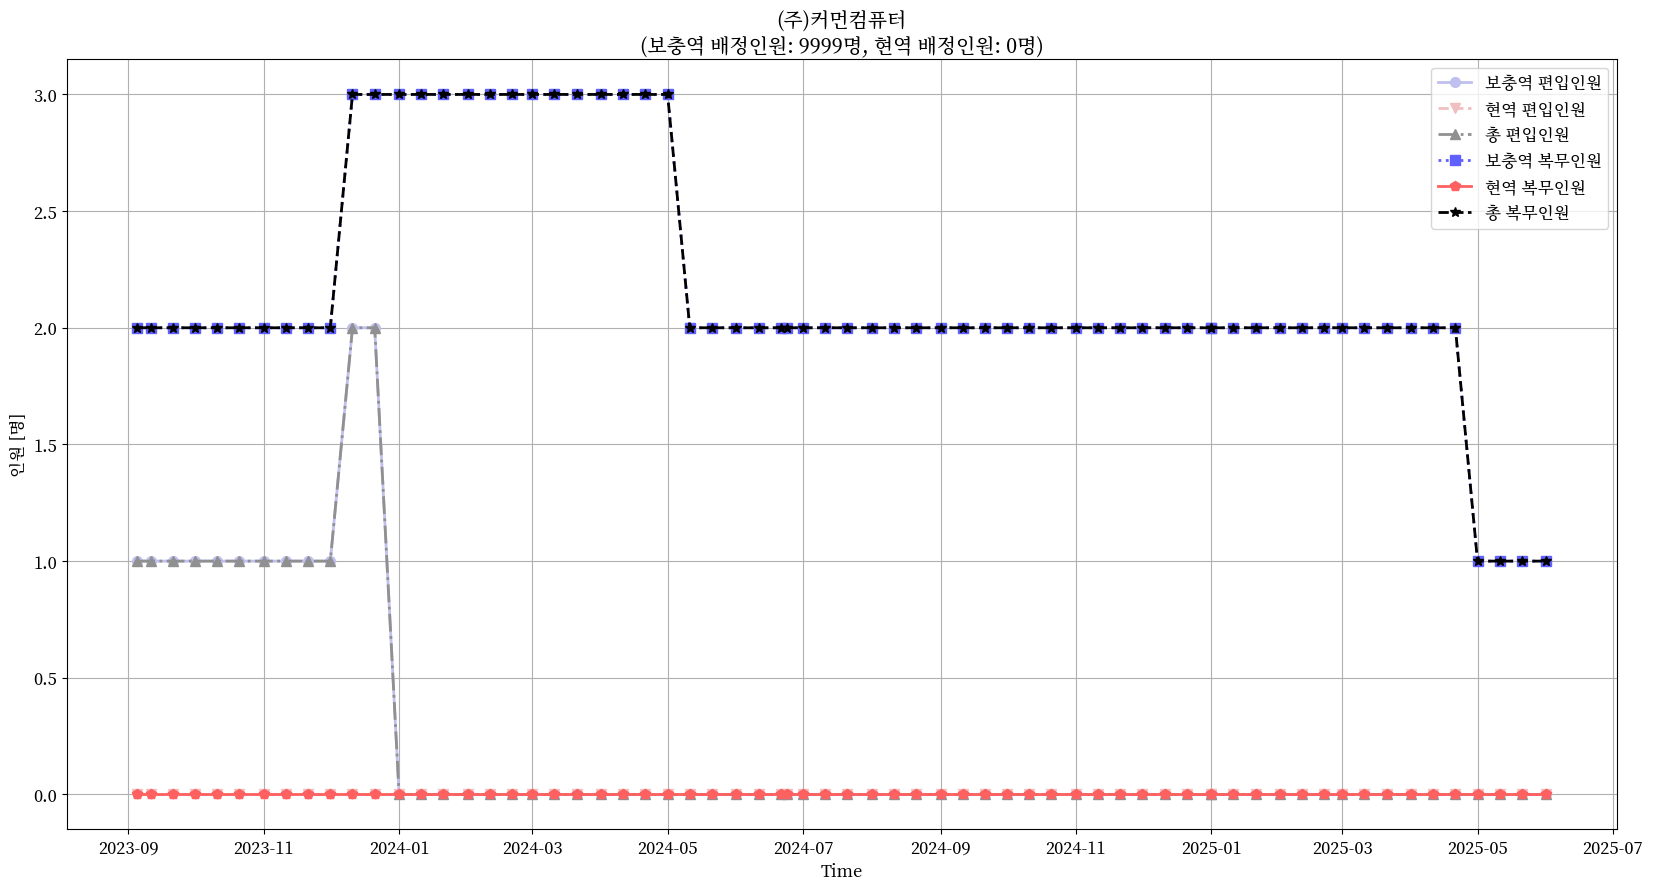 (주)커먼컴퓨터
(보충역 배정인원: 9999명, 현역 배정인원: 0명)
보충역 편입인원
현역 편입인원
총 편입인원
보충역 복무인원
현역 복무인원
총 복무인원
인원 [명]
3.0
2.5
2.0
1.5
1.0
0.5
0.0
2023-09 2023-11 2024-01 2024-03 2024-05 2024-07 2024-09 2024-11 2025-01 2025-03 2025-05 2025-07
Time